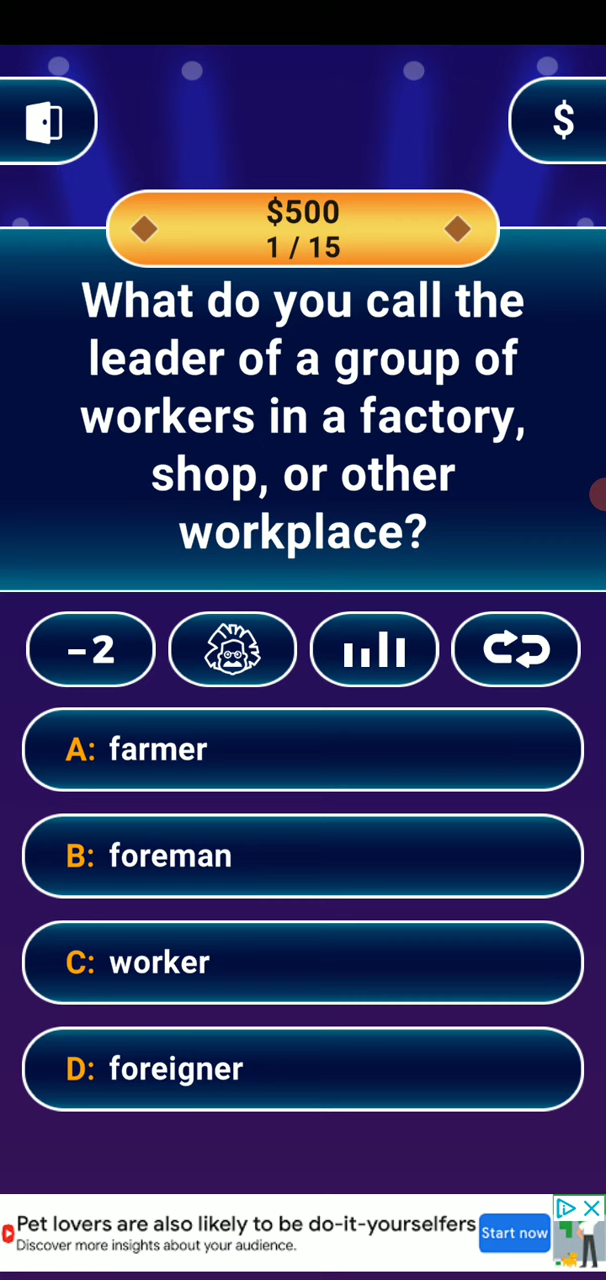 $
$500
1 / 15
What do you call the
leader of a group of
workers in a factory,
shop, or other
workplace?
-2
A: farmer
B: foreman
C: worker
D: foreigner
Pet lovers are also likely to be do-it-yourselfers
Discover more insights about your audience.
Start now